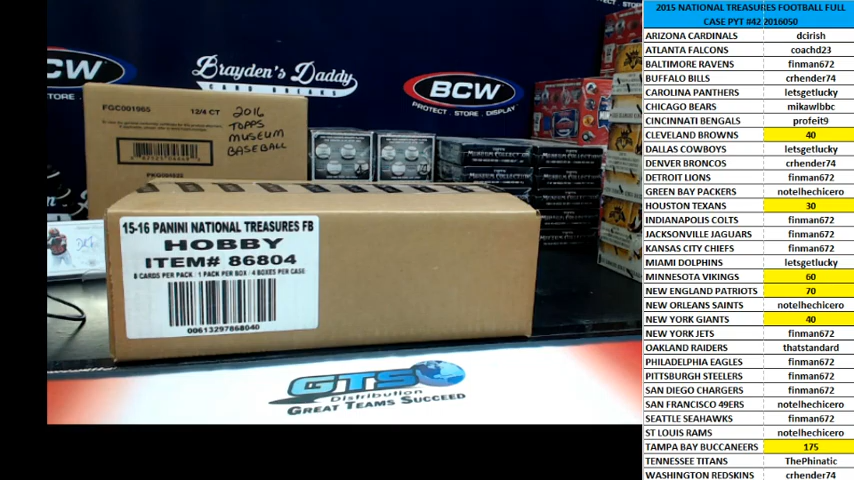 BCW
STORE.
Brayden's Daddy
CARD BREAKS
BCW
PROTECT . STORE . DISPLAY
FGC001965
12/4 CT
2016
TOPPS
MUSEUM
BASEBALL
15-16 PANINI NATIONAL TREASURES FB
HOBBY
ITEM# 86804
8 CARDS PER PACK / 1 PACK PER BOX / 4 BOXES PER CASE
00613297868040
GTS
Distribution
GREAT TEAMS SUCCEED
2015 NATIONAL TREASURES FOOTBALL FULL
CASE PYT #42 2016050
ARIZONA CARDINALS dcirish
ATLANTA FALCONS coachd23
BALTIMORE RAVENS finman672
BUFFALO BILLS crhender74
CAROLINA PANTHERS letsgetlucky
CHICAGO BEARS mikawlbbc
CINCINNATI BENGALS profeit9
CLEVELAND BROWNS 40
DALLAS COWBOYS letsgetlucky
DENVER BRONCOS crhender74
DETROIT LIONS finman672
GREEN BAY PACKERS notelhechicero
HOUSTON TEXANS 30
INDIANAPOLIS COLTS finman672
JACKSONVILLE JAGUARS finman672
KANSAS CITY CHIEFS finman672
MIAMI DOLPHINS letsgetlucky
MINNESOTA VIKINGS 60
NEW ENGLAND PATRIOTS 70
NEW ORLEANS SAINTS notelhechicero
NEW YORK GIANTS 40
NEW YORK JETS finman672
OAKLAND RAIDERS thatstandard
PHILADELPHIA EAGLES finman672
PITTSBURGH STEELERS finman672
SAN DIEGO CHARGERS finman672
SAN FRANCISCO 49ERS notelhechicero
SEATTLE SEAHAWKS finman672
ST LOUIS RAMS notelhechicero
TAMPA BAY BUCCANEERS 175
TENNESSEE TITANS ThePhinatic
WASHINGTON REDSKINS crhender74